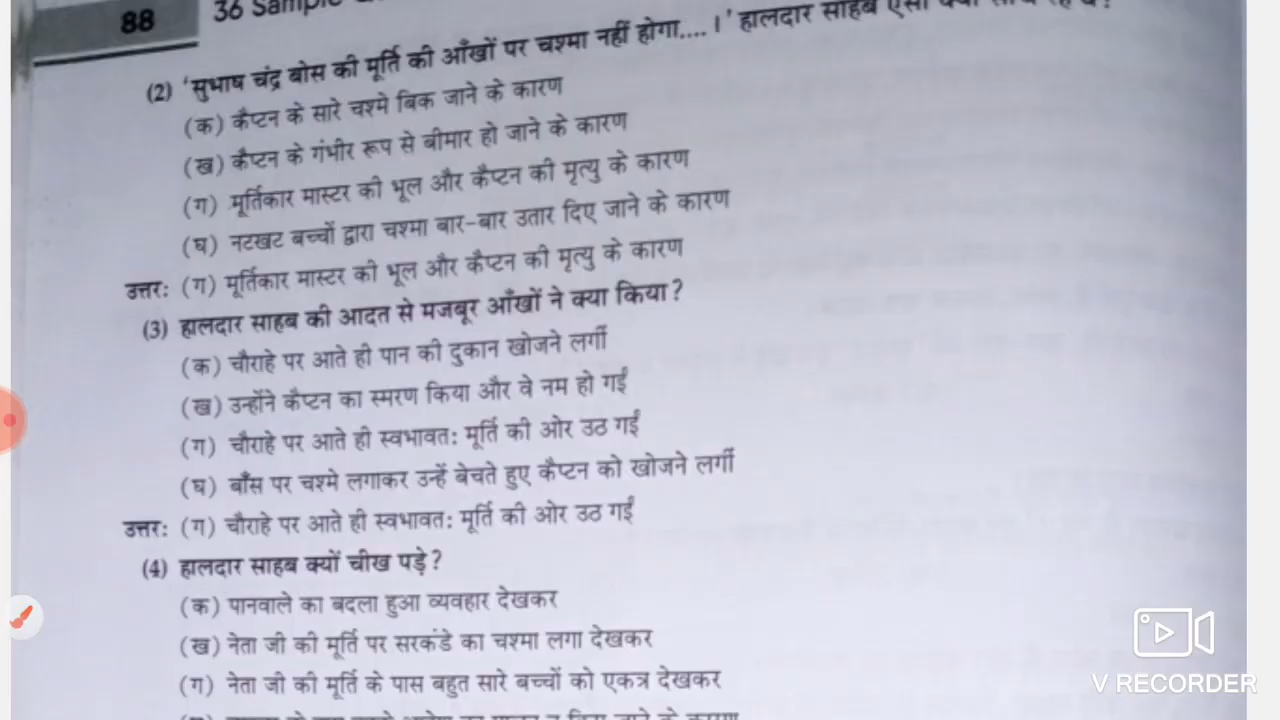 88
36 Sample
(2) 'सुभाष चंद्र बोस की मूर्ति की आँखों पर चश्मा नहीं होगा....।' हालदार साहब ऐसा
(क) कैप्टन के सारे चश्मे बिक जाने के कारण
(ख) कैप्टन के गंभीर रूप से बीमार हो जाने के कारण
(ग) मूर्तिकार मास्टर की भूल और कैप्टन की मृत्यु के कारण
(घ) नटखट बच्चों द्वारा चश्मा बार-बार उतार दिए जाने के कारण
उत्तर: (ग) मूर्तिकार मास्टर की भूल और कैप्टन की मृत्यु के कारण
(3) हालदार साहब की आदत से मजबूर आँखों ने क्या किया?
(क) चौराहे पर आते ही पान की दुकान खोजने लगीं
(ख) उन्होंने कैप्टन का स्मरण किया और वे नम हो गईं
(ग) चौराहे पर आते ही स्वभावत: मूर्ति की ओर उठ गईं
(घ) बाँस पर चश्मे लगाकर उन्हें बेचते हुए कैप्टन को खोजने लगीं
उत्तर: (ग) चौराहे पर आते ही स्वभावत: मूर्ति की ओर उठ गईं
(4) हालदार साहब क्यों चीख पड़े?
(क) पानवाले का बदला हुआ व्यवहार देखकर
(ख) नेता जी की मूर्ति पर सरकंडे का चश्मा लगा देखकर
(ग) नेता जी की मूर्ति के पास बहुत सारे बच्चों को एकत्र देखकर
V RECORDER